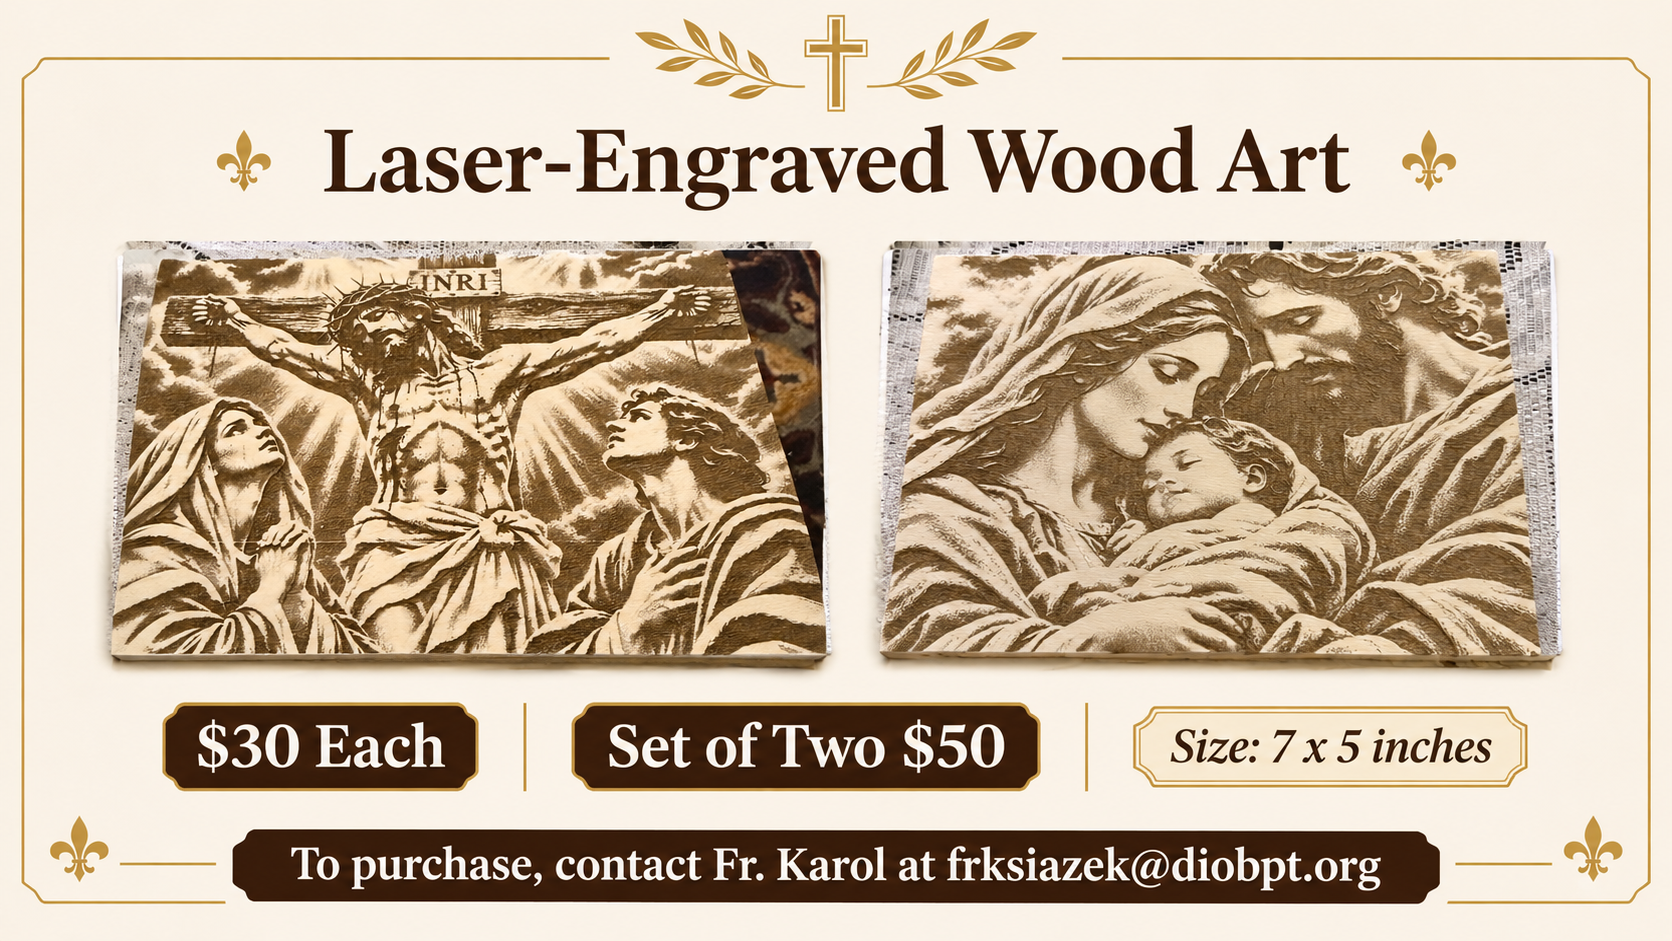 Laser-Engraved Wood Art
INRI
$30 Each
Set of Two $50
Size: 7 x 5 inches
To purchase, contact Fr. Karol at frksiazek@diobpt.org